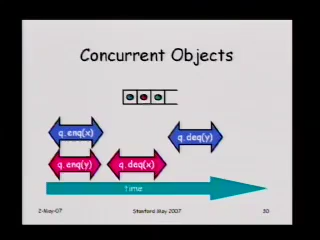 Concurrent Objects
q.enq(x)
q.deq(y)
q.enq(y)
q.deq(x)
time
2-May-07
Stanford May 2007
30